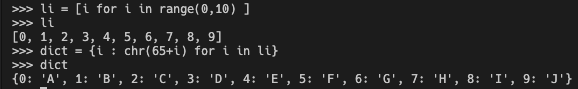 >>> li = [i for i in range(0,10) ]
>>> li
[0, 1, 2, 3, 4, 5, 6, 7, 8, 9]
>>> dict = {i : chr(65+i) for i in li}
>>> dict
{0: 'A', 1: 'B', 2: 'C', 3: 'D', 4: 'E', 5: 'F', 6: 'G', 7: 'H', 8: 'I', 9: 'J'}